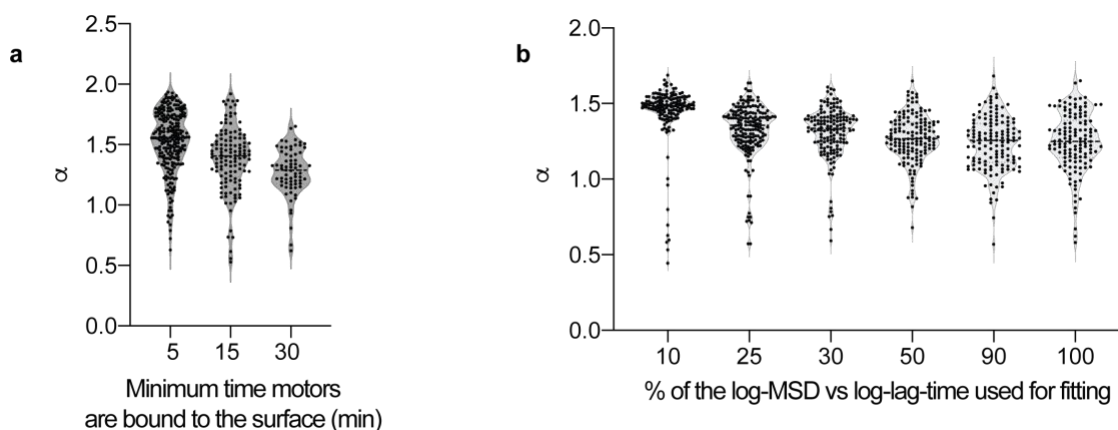 a
2.5
2.0
1.5
1.0
0.5
0.0
α
5 15 30
Minimum time motors
are bound to the surface (min)
b
2.0
1.5
1.0
0.5
0.0
α
10 25 30 50 90 100
% of the log-MSD vs log-lag-time used for fitting